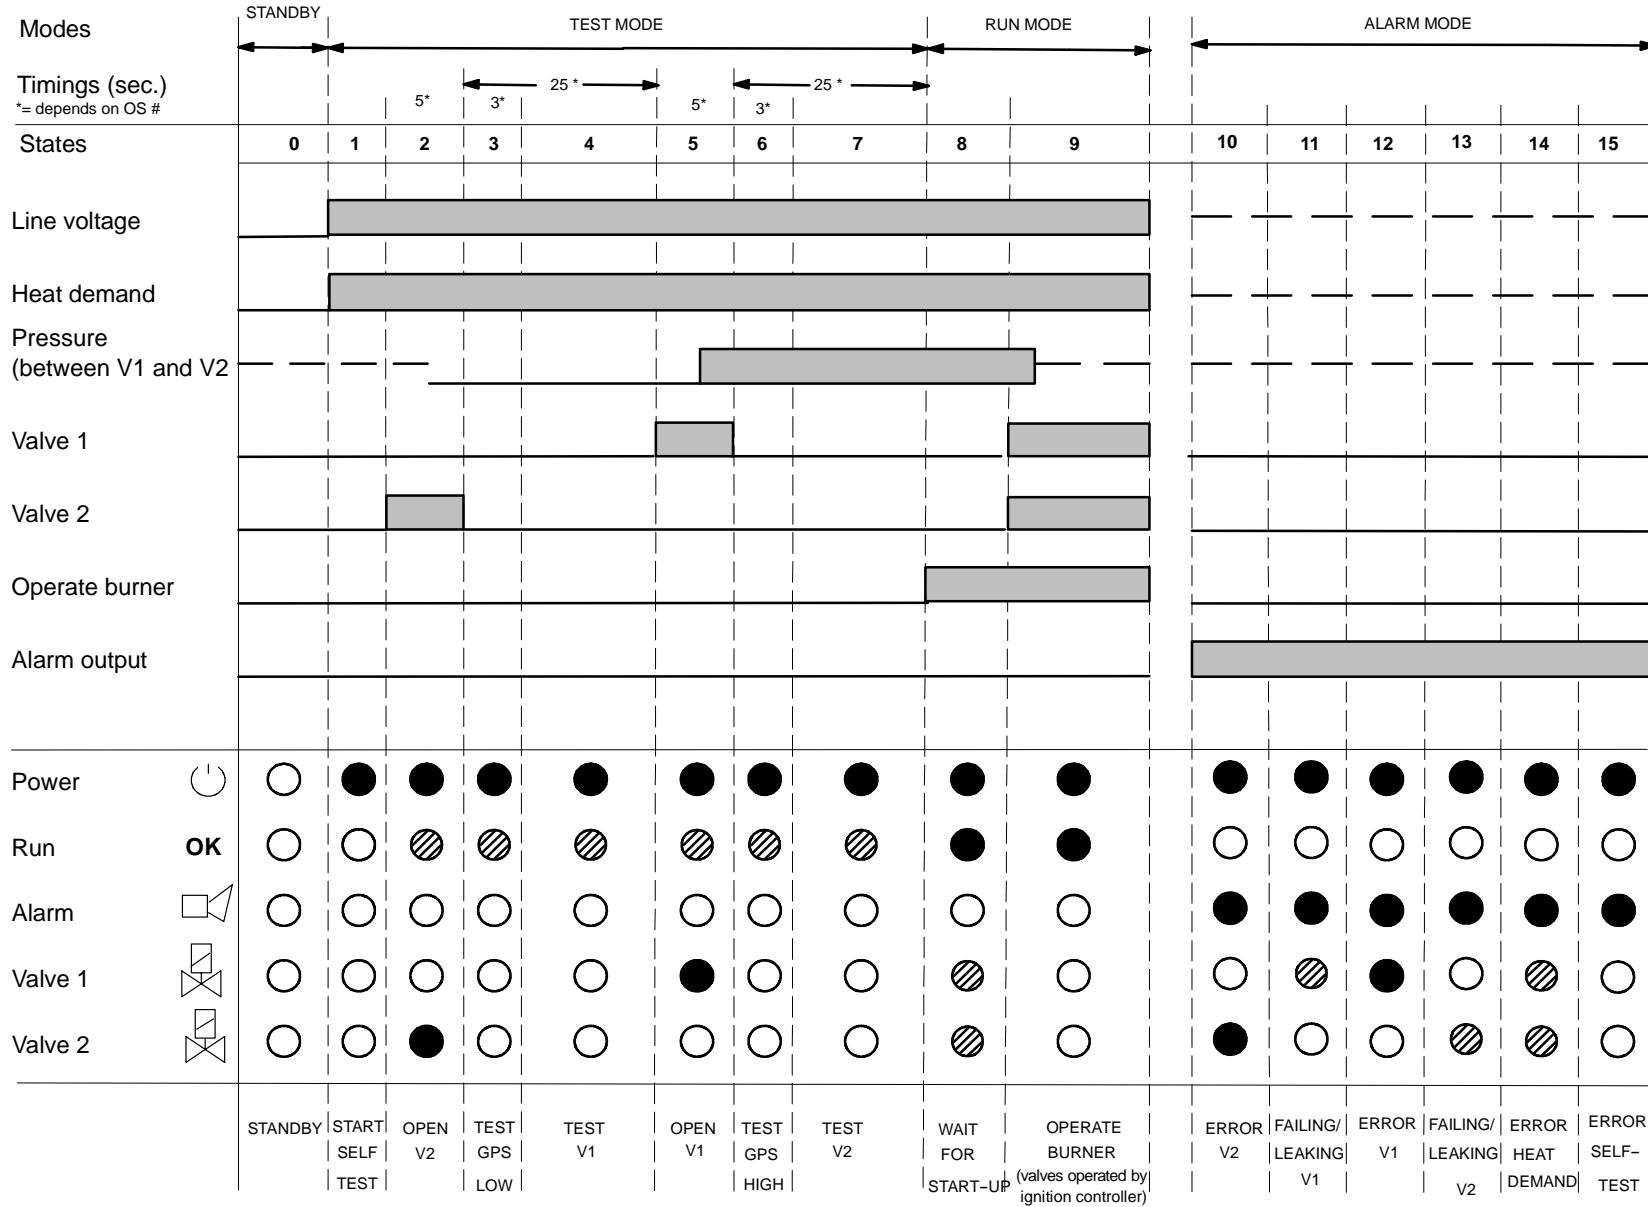 Modes
STANDBY
TEST MODE
RUN MODE
ALARM MODE
Timings (sec.)
*= depends on OS #
5*
3*
25 *
5*
3*
25 *
States
0 1 2 3 4 5 6 7 8 9 10 11 12 13 14 15
Line voltage
Heat demand
Pressure
(between V1 and V2
Valve 1
Valve 2
Operate burner
Alarm output
Power
Run OK
Alarm
Valve 1
Valve 2
STANDBY
START
SELF
TEST
OPEN
V2
TEST
GPS
LOW
TEST
V1
OPEN
V1
TEST
GPS
HIGH
TEST
V2
WAIT
FOR
START-UP
OPERATE
BURNER
(valves operated by
ignition controller)
ERROR
V2
FAILING/
LEAKING
V1
ERROR
V1
FAILING/
LEAKING
V2
ERROR
HEAT
DEMAND
ERROR
SELF-
TEST